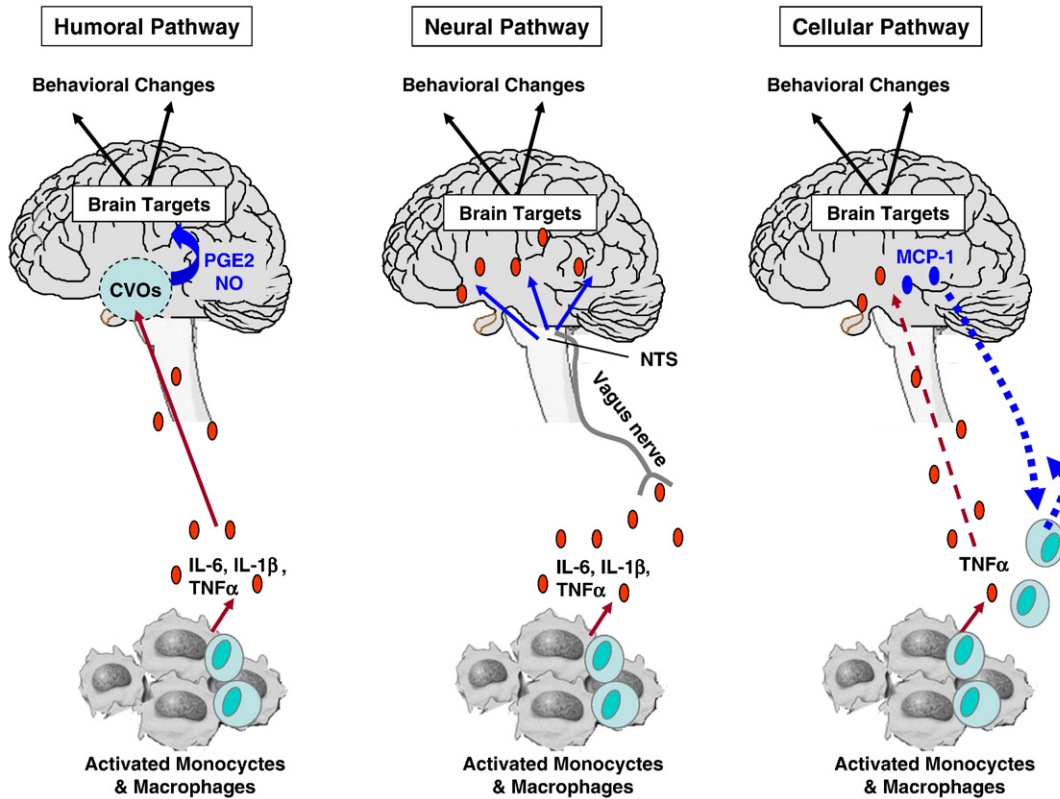 Humoral Pathway
Behavioral Changes
Brain Targets
PGE2
NO
CVOs
IL-6, IL-1β ,
TNFα
Activated Monocytes
& Macrophages
Neural Pathway
Behavioral Changes
Brain Targets
NTS
Vagus nerve
IL-6, IL-1β,
TNFα
Activated Monocytes
& Macrophages
Cellular Pathway
Behavioral Changes
Brain Targets
MCP-1
TNFα
Activated Monocytes
& Macrophages